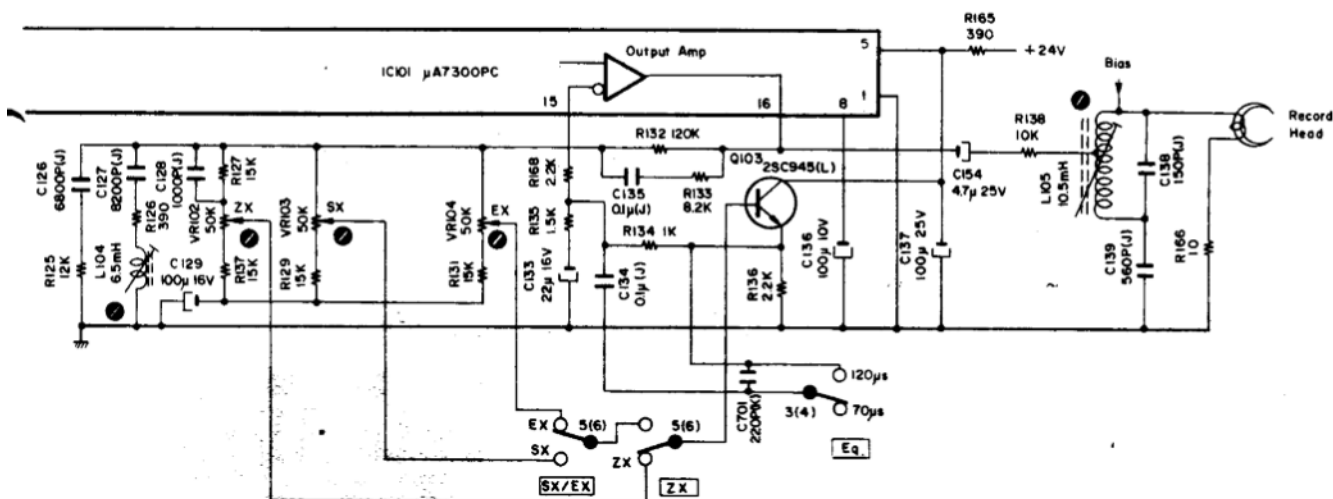 R165
390
+24V
5
Output Amp
IC101 μA7300PC
Bias
1
15
16
8
R138
10K
Record
Head
R132 120K
Q103
2SC945(L)
C154
4.7μ 25V
L105
10.5mH
C138
150P(J)
C126
6800P(J)
C127
8200P(J)
C128
1000P(J)
R127
15K
R126
390
VR102
50K
ZX
VR103
50K
SX
VR104
50K
EX
R168
2.2K
C135
0.1μ(J)
R133
8.2K
R135
1.5K
R134 1K
R125
12K
L104
6.5mH
C129
100μ 16V
R137
15K
R129
15K
R131
15K
C133
22μ 16V
C134
0.1μ(J)
R136
2.2K
C136
100μ 10V
C137
100μ 25V
C139
560P(J)
R166
10
C701
220P(K)
120μs
3(4)
70μs
Eq.
EX
5(6)
5(6)
SX
ZX
SX/EX
ZX